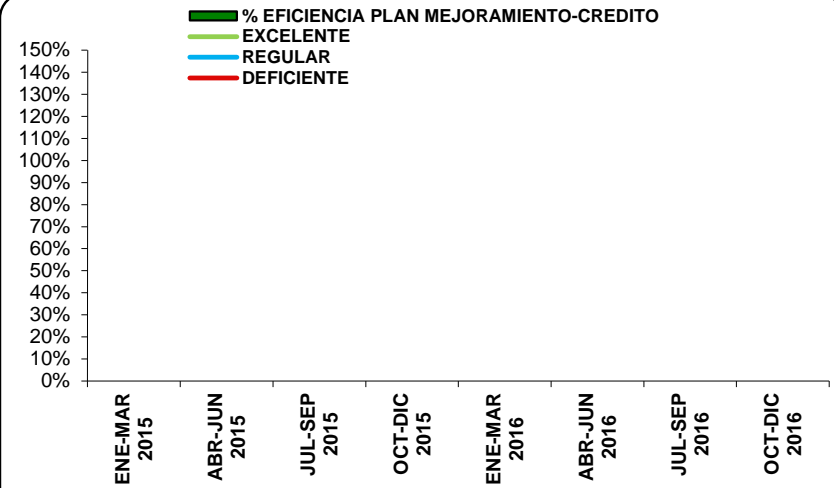 % EFICIENCIA PLAN MEJORAMIENTO-CREDITO
EXCELENTE
REGULAR
DEFICIENTE
150%
140%
130%
120%
110%
100%
90%
80%
70%
60%
50%
40%
30%
20%
10%
0%
ENE-MAR
2015
ABR-JUN
2015
JUL-SEP
2015
OCT-DIC
2015
ENE-MAR
2016
ABR-JUN
2016
JUL-SEP
2016
OCT-DIC
2016